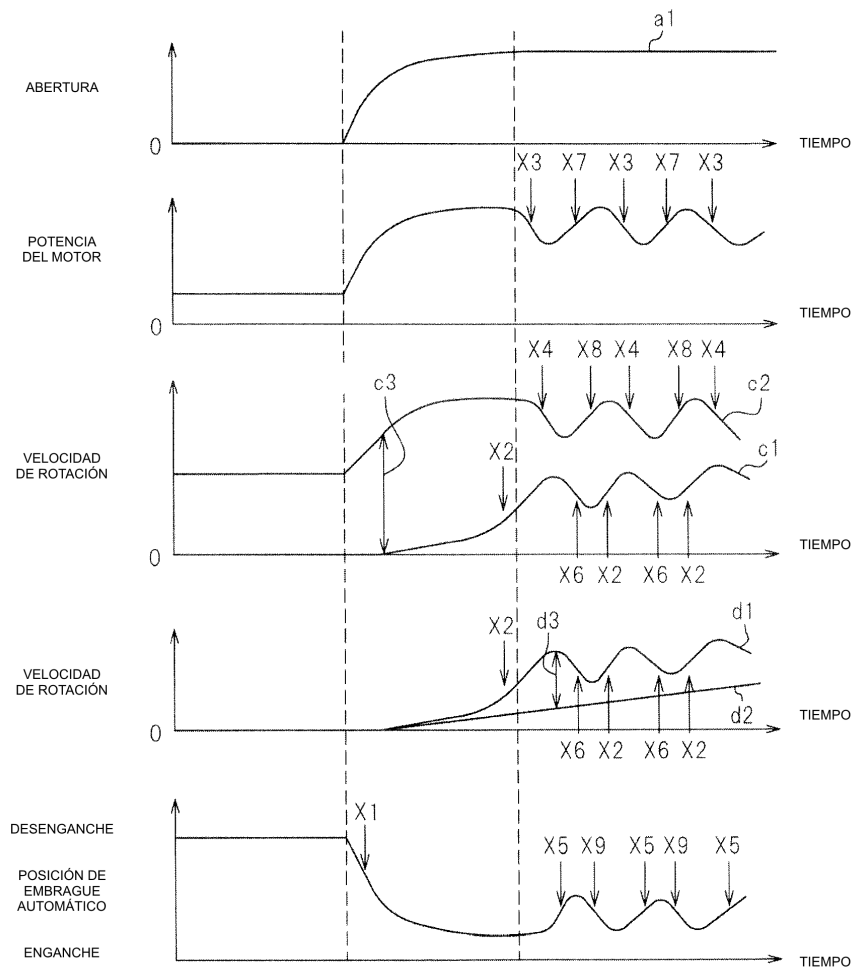 a1
ABERTURA
0
TIEMPO
X3 X7 X3 X7 X3
POTENCIA
DEL MOTOR
0
TIEMPO
X4 X8 X4 X8 X4
c3
c2
X2
c1
VELOCIDAD
DE ROTACIÓN
0
TIEMPO
X6 X2 X6 X2
X2
d3
d1
VELOCIDAD
DE ROTACIÓN
d2
0
TIEMPO
X6 X2 X6 X2
DESENGANCHE
X1
X5 X9 X5 X9 X5
POSICIÓN DE
EMBRAGUE
AUTOMÁTICO
ENGANCHE
TIEMPO